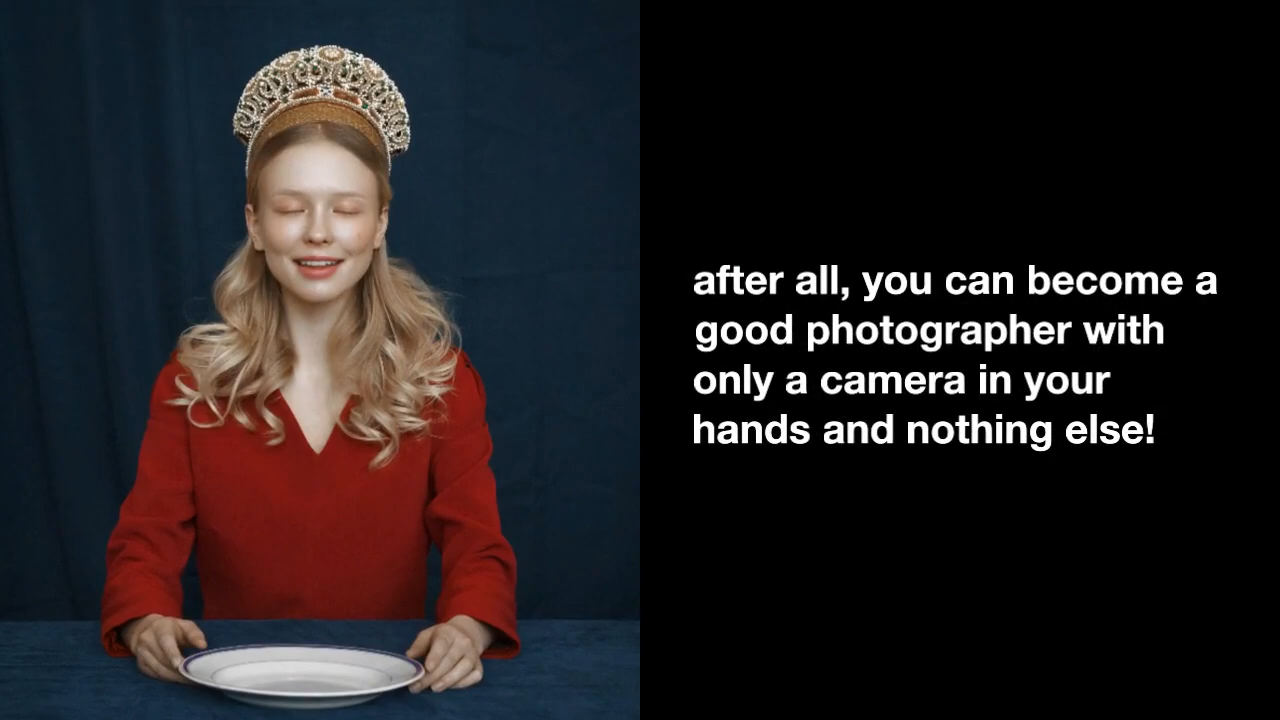 after all, you can become a
good photographer with
only a camera in your
hands and nothing else!